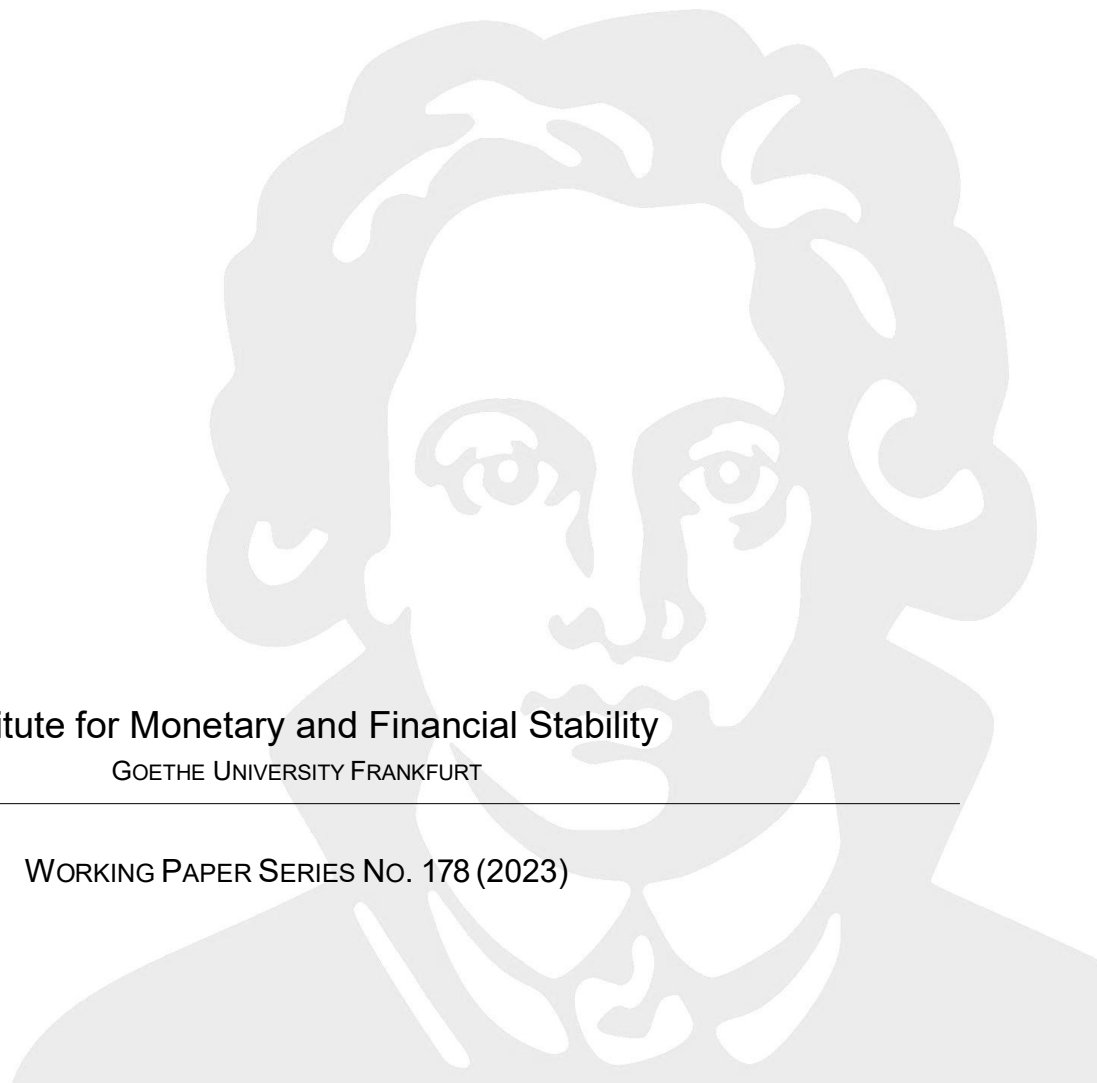 itute for Monetary and Financial Stability
GOETHE UNIVERSITY FRANKFURT
WORKING PAPER SERIES NO. 178 (2023)